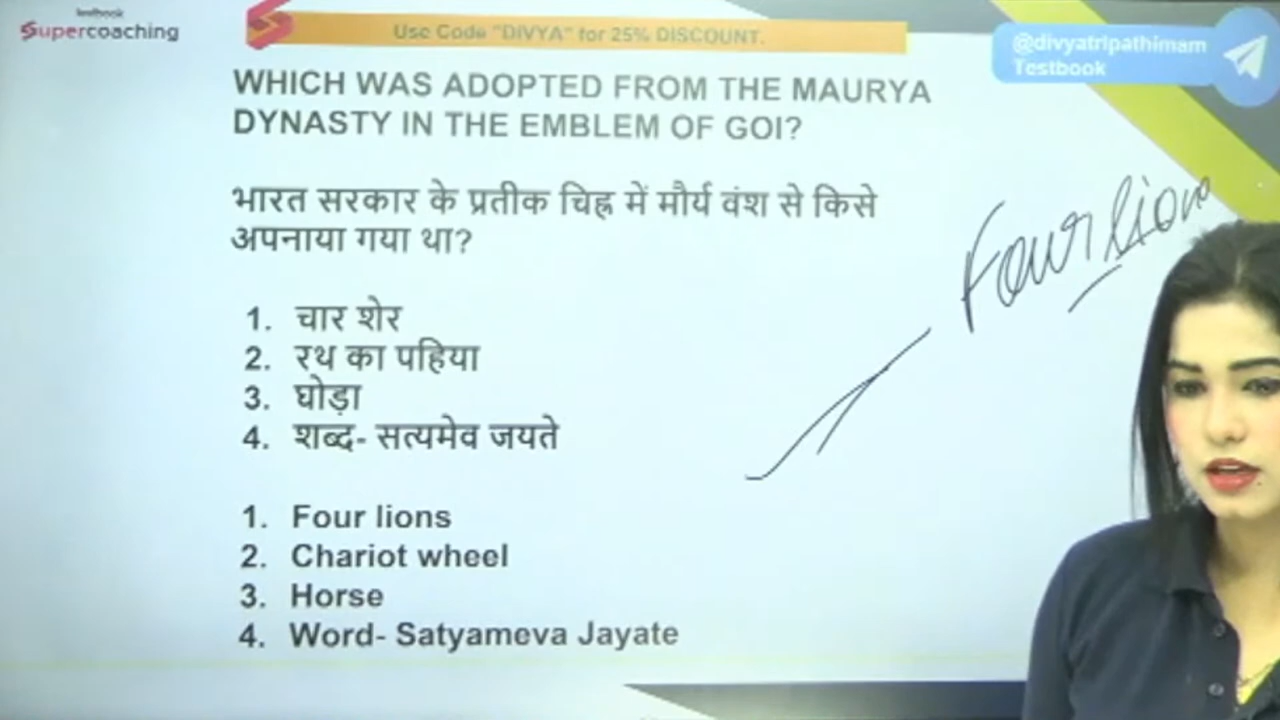 testbook
Supercoaching
Use Code "DIVYA" for 25% DISCOUNT.
@divyatripathimam
Testbook
WHICH WAS ADOPTED FROM THE MAURYA
DYNASTY IN THE EMBLEM OF GOI?
भारत सरकार के प्रतीक चिह्न में मौर्य वंश से किसे
अपनाया गया था?
Four lions
1. चार शेर
2. रथ का पहिया
3. घोड़ा
4. शब्द- सत्यमेव जयते
1. Four lions
2. Chariot wheel
3. Horse
4. Word- Satyameva Jayate